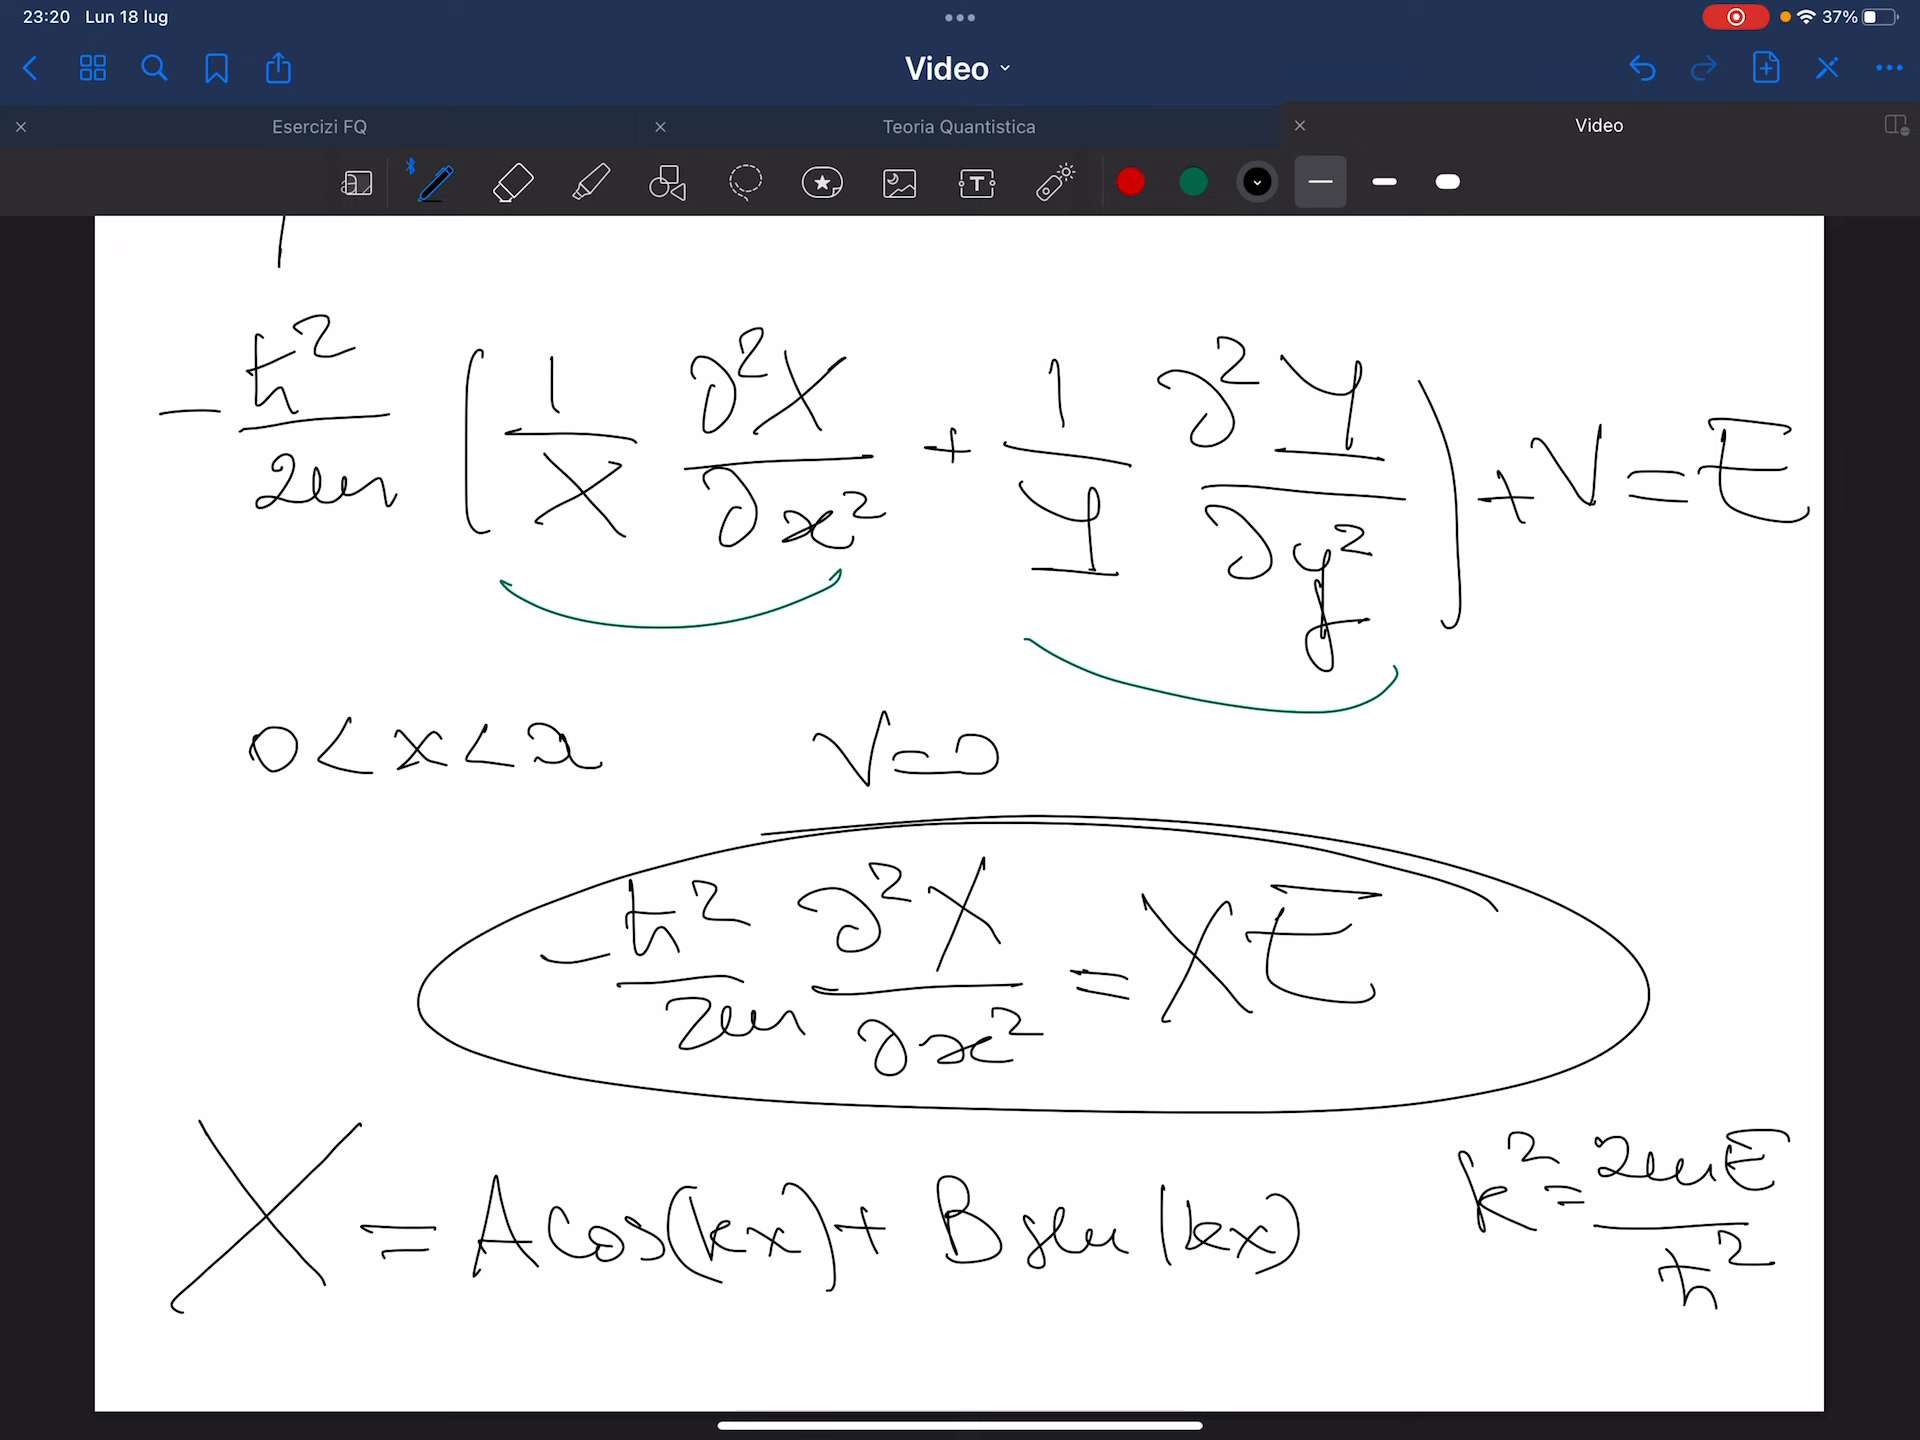 23:20 Lun 18 lug
37%
Video
Esercizi FQ
Teoria Quantistica
Video
T
-ℏ²/2m (1/X ∂²X/∂x² + 1/Y ∂²Y/∂y²) + V = E
0<x<a V=0
-ℏ²/2m ∂²X/∂x² = XE
X = A cos(kx) + B sen(kx) k² = 2mE/ℏ²